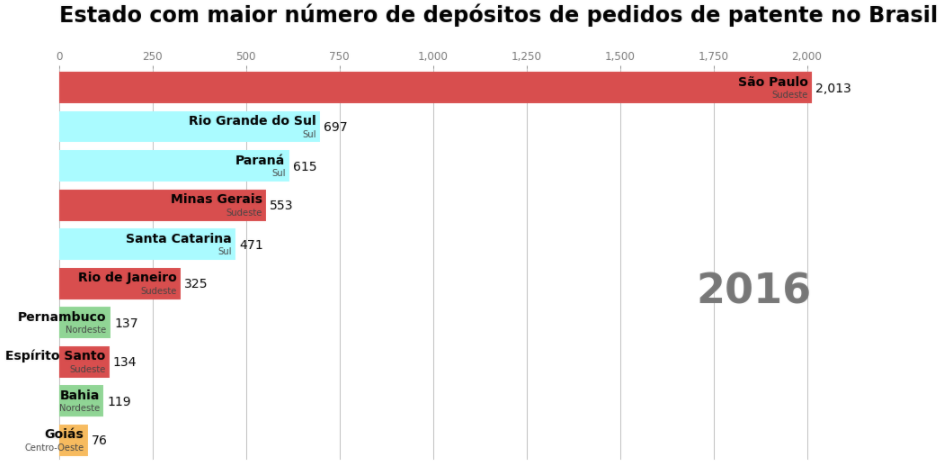 Estado com maior número de depósitos de pedidos de patente no Brasil
0 250 500 750 1,000 1,250 1,500 1,750 2,000
São Paulo
Sudeste
2,013
Rio Grande do Sul
Sul
697
Paraná
Sul
615
Minas Gerais
Sudeste
553
Santa Catarina
Sul
471
Rio de Janeiro
Sudeste
325
2016
Pernambuco
Nordeste
137
Espírito Santo
Sudeste
134
Bahia
Nordeste
119
Goiás
Centro-Oeste
76